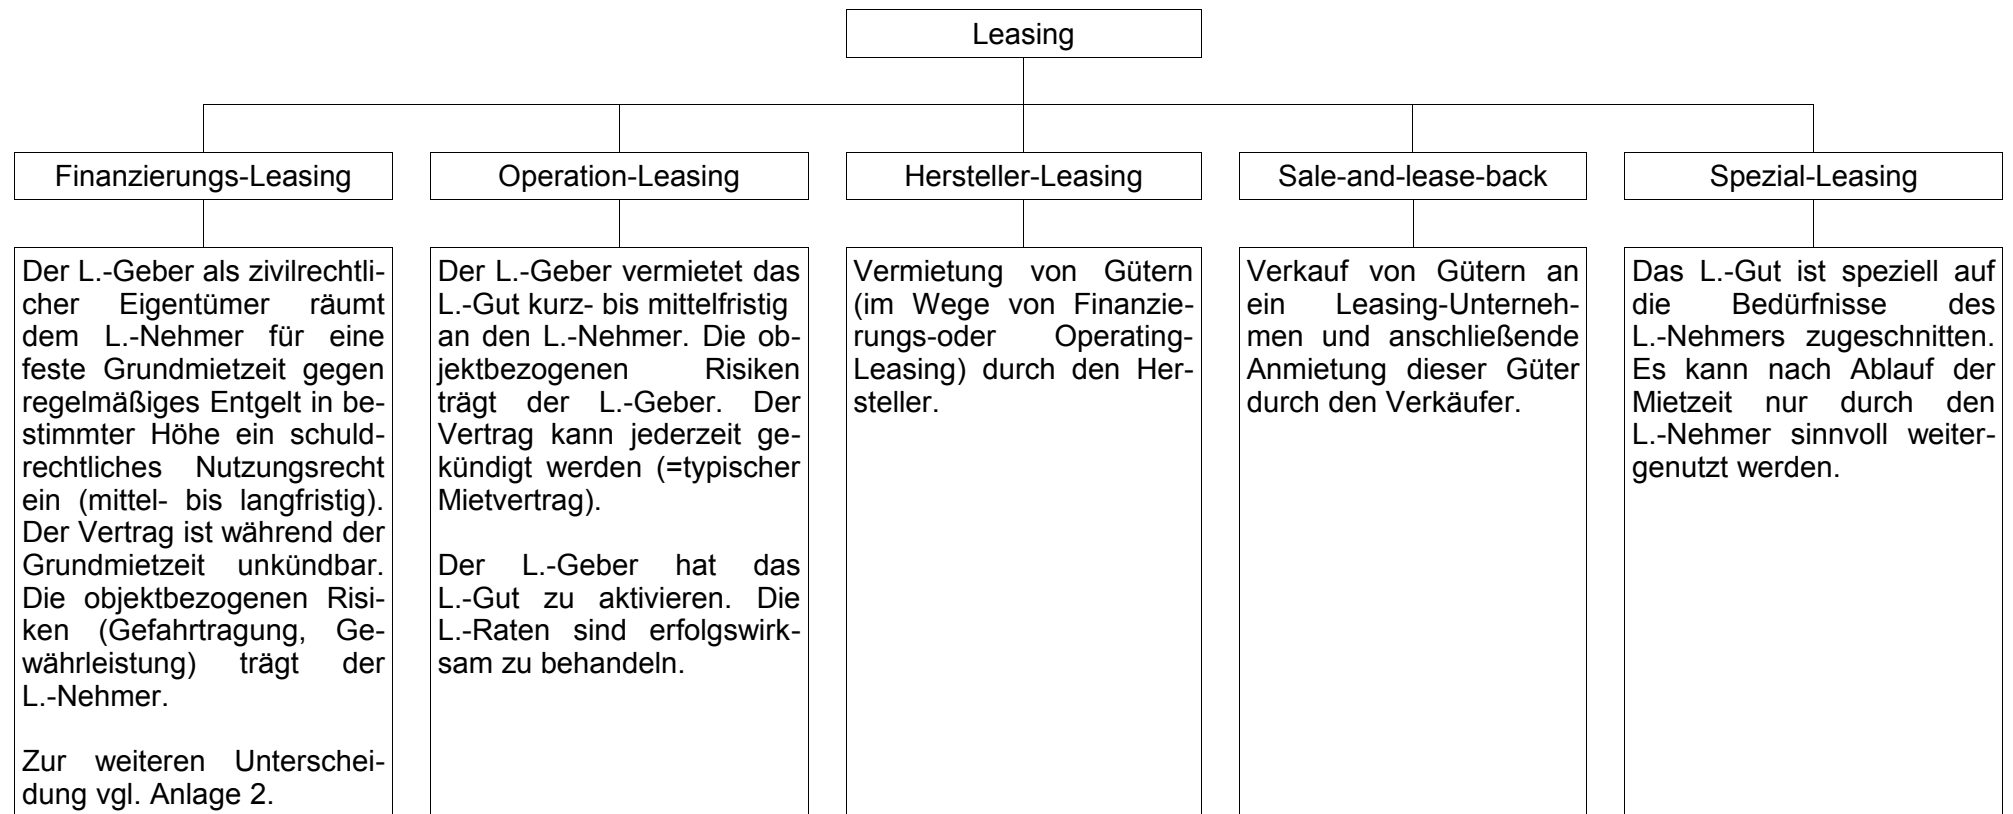 Leasing
Finanzierungs-Leasing
Der L.-Geber als zivilrechtli-
cher Eigentümer räumt
dem L.-Nehmer für eine
feste Grundmietzeit gegen
regelmäßiges Entgelt in be-
stimmter Höhe ein schuld-
rechtliches Nutzungsrecht
ein (mittel- bis langfristig).
Der Vertrag ist während der
Grundmietzeit unkündbar.
Die objektbezogenen Risi-
ken (Gefahrtragung, Ge-
währleistung) trägt der
L.-Nehmer.
Zur weiteren Unterschei-
dung vgl. Anlage 2.
Operation-Leasing
Der L.-Geber vermietet das
L.-Gut kurz- bis mittelfristig
an den L.-Nehmer. Die ob-
jektbezogenen Risiken
trägt der L.-Geber. Der
Vertrag kann jederzeit ge-
kündigt werden (=typischer
Mietvertrag).
Der L.-Geber hat das
L.-Gut zu aktivieren. Die
L.-Raten sind erfolgswirk-
sam zu behandeln.
Hersteller-Leasing
Vermietung von Gütern
(im Wege von Finanzie-
rungs-oder Operating-
Leasing) durch den Her-
steller.
Sale-and-lease-back
Verkauf von Gütern an
ein Leasing-Unterneh-
men und anschließende
Anmietung dieser Güter
durch den Verkäufer.
Spezial-Leasing
Das L.-Gut ist speziell auf
die Bedürfnisse des
L.-Nehmers zugeschnitten.
Es kann nach Ablauf der
Mietzeit nur durch den
L.-Nehmer sinnvoll weiter-
genutzt werden.